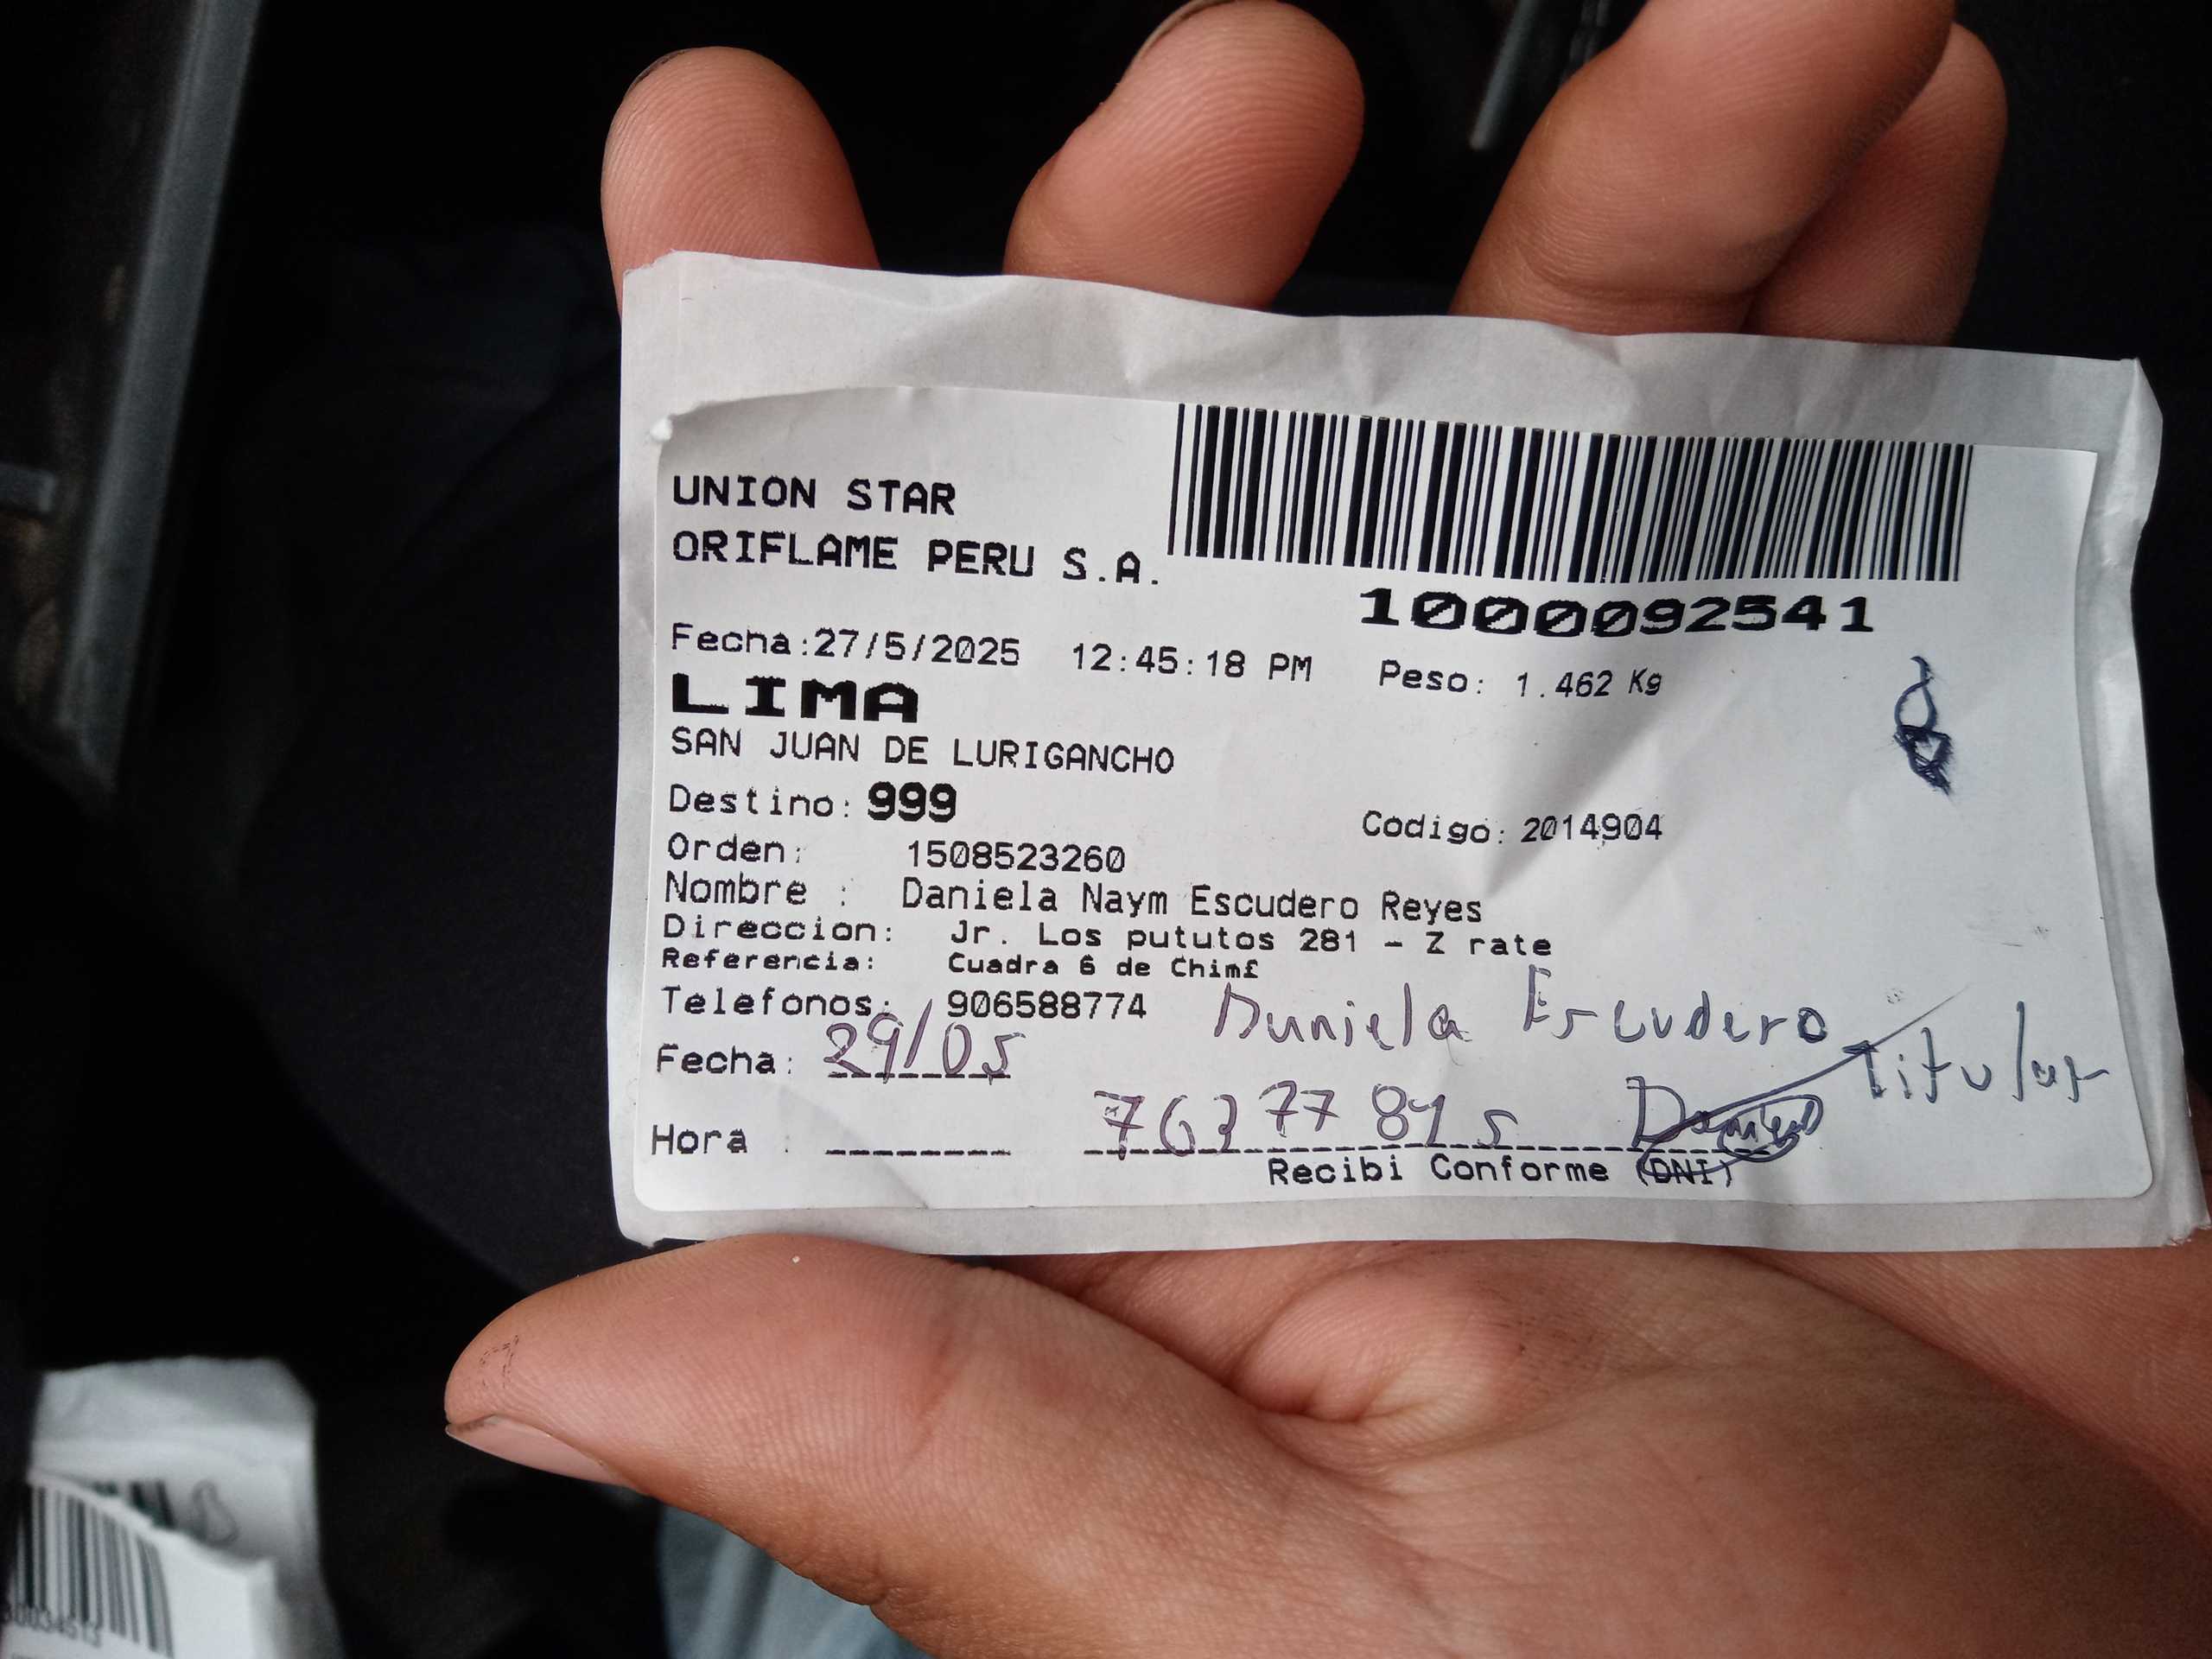 UNION STAR
ORIFLAME PERU S.A.
1000092541
Fecha:27/5/2025 12:45:18 PM Peso: 1.462 Kg
LIMA
SAN JUAN DE LURIGANCHO
Destino: 999
Codigo: 2014904
Orden: 1508523260
Nombre : Daniela Naym Escudero Reyes
Direccion: Jr. Los pututos 281 - Z rate
Referencia: Cuadra 6 de Chim£
Telefonos: 906588774
Daniela Escudero
Fecha: 29/05
Titular
Hora :
Recibi Conforme (DNI)